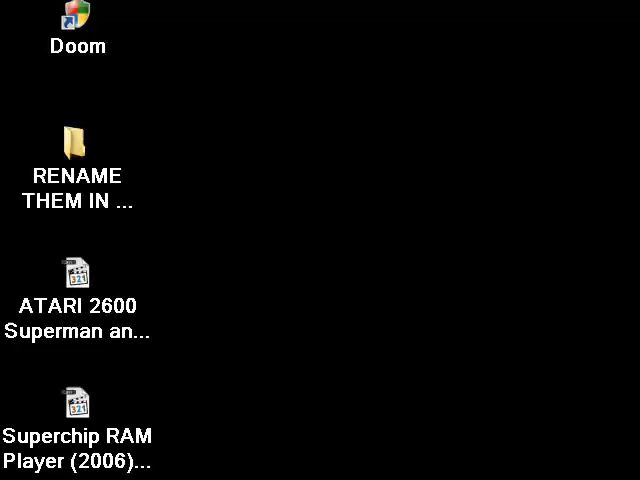 Doom
RENAME
THEM IN ...
ATARI 2600
Superman an...
Superchip RAM
Player (2006)...